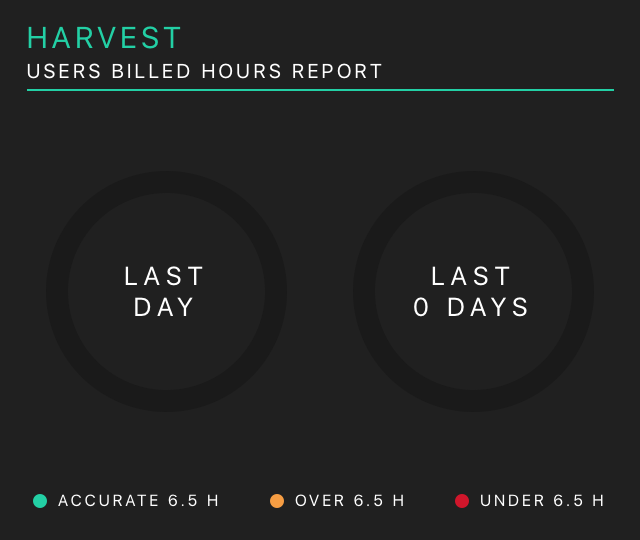 HARVEST
USERS BILLED HOURS REPORT
LAST
DAY
LAST
0 DAYS
ACCURATE 6.5 H
OVER 6.5 H
UNDER 6.5 H